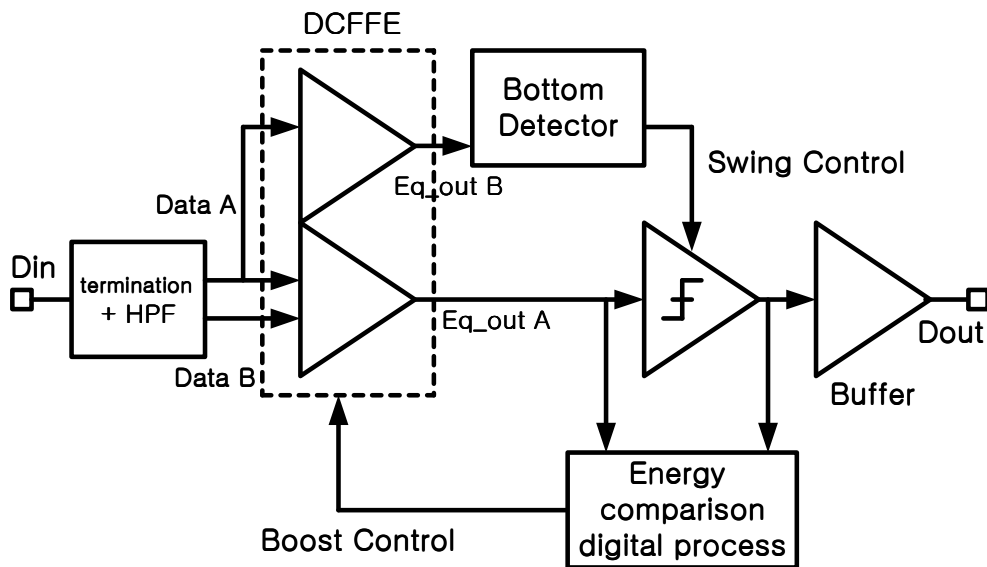 DCFFE
Bottom
Detector
Swing Control
Eq_out B
Data A
Din
termination
+ HPF
Eq_out A
Data B
Dout
Buffer
Energy
comparison
digital process
Boost Control